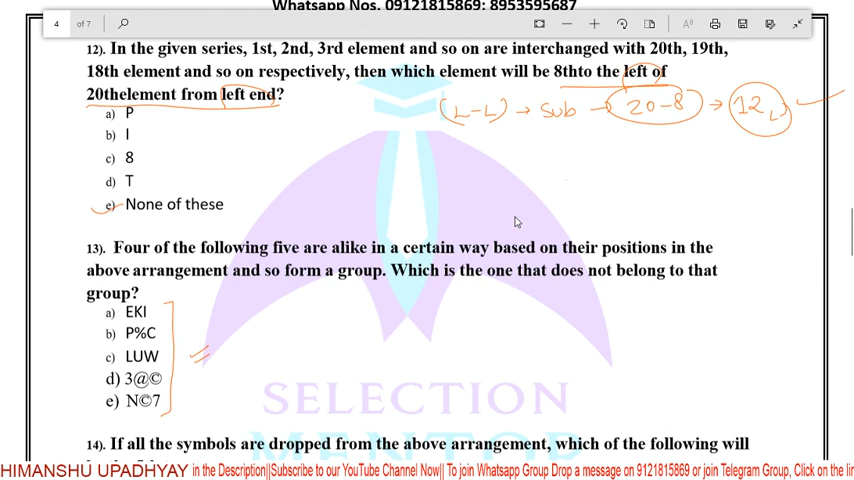 Whatsapp Nos. 09121815869: 8953595687
4 of 7
12). In the given series, 1st, 2nd, 3rd element and so on are interchanged with 20th, 19th,
18th element and so on respectively, then which element will be 8thto the left of
20thelement from left end?
(L-L) → sub → 20-8 → 12L
a) P
b) I
c) 8
d) T
e) None of these
13). Four of the following five are alike in a certain way based on their positions in the
above arrangement and so form a group. Which is the one that does not belong to that
group?
a) EKI
b) P%C
c) LUW
d) 3@©
e) N©7
SELECTION
MENTOR
14). If all the symbols are dropped from the above arrangement, which of the following will
HIMANSHU UPADHYAY in the Description||Subscribe to our YouTube Channel Now|| To join Whatsapp Group Drop a message on 9121815869 or join Telegram Group, Click on the